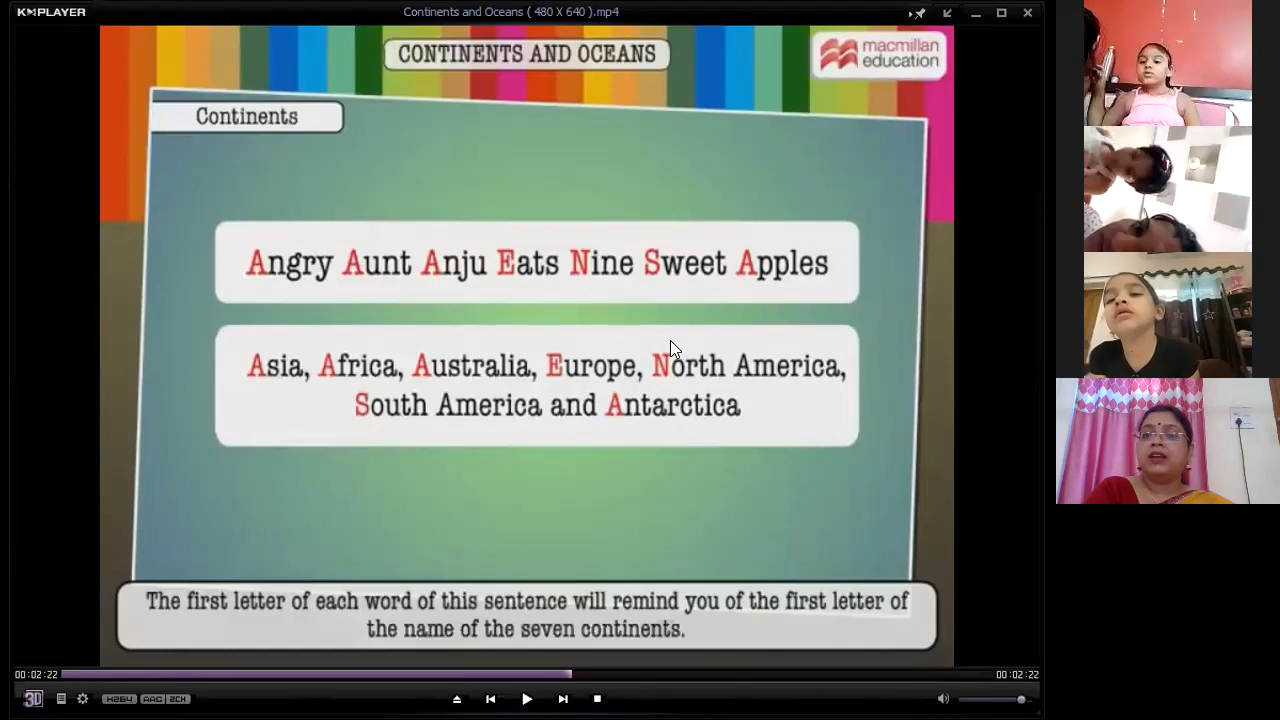 KMPLAYER
Continents and Oceans ( 480 X 640 ).mp4
CONTINENTS AND OCEANS
macmillan
education
Continents
Angry Aunt Anju Eats Nine Sweet Apples
Asia, Africa, Australia, Europe, North America,
South America and Antarctica
The first letter of each word of this sentence will remind you of the first letter of
the name of the seven continents.
00:02:22
00:02:22
3D
H264 AAC 2CH